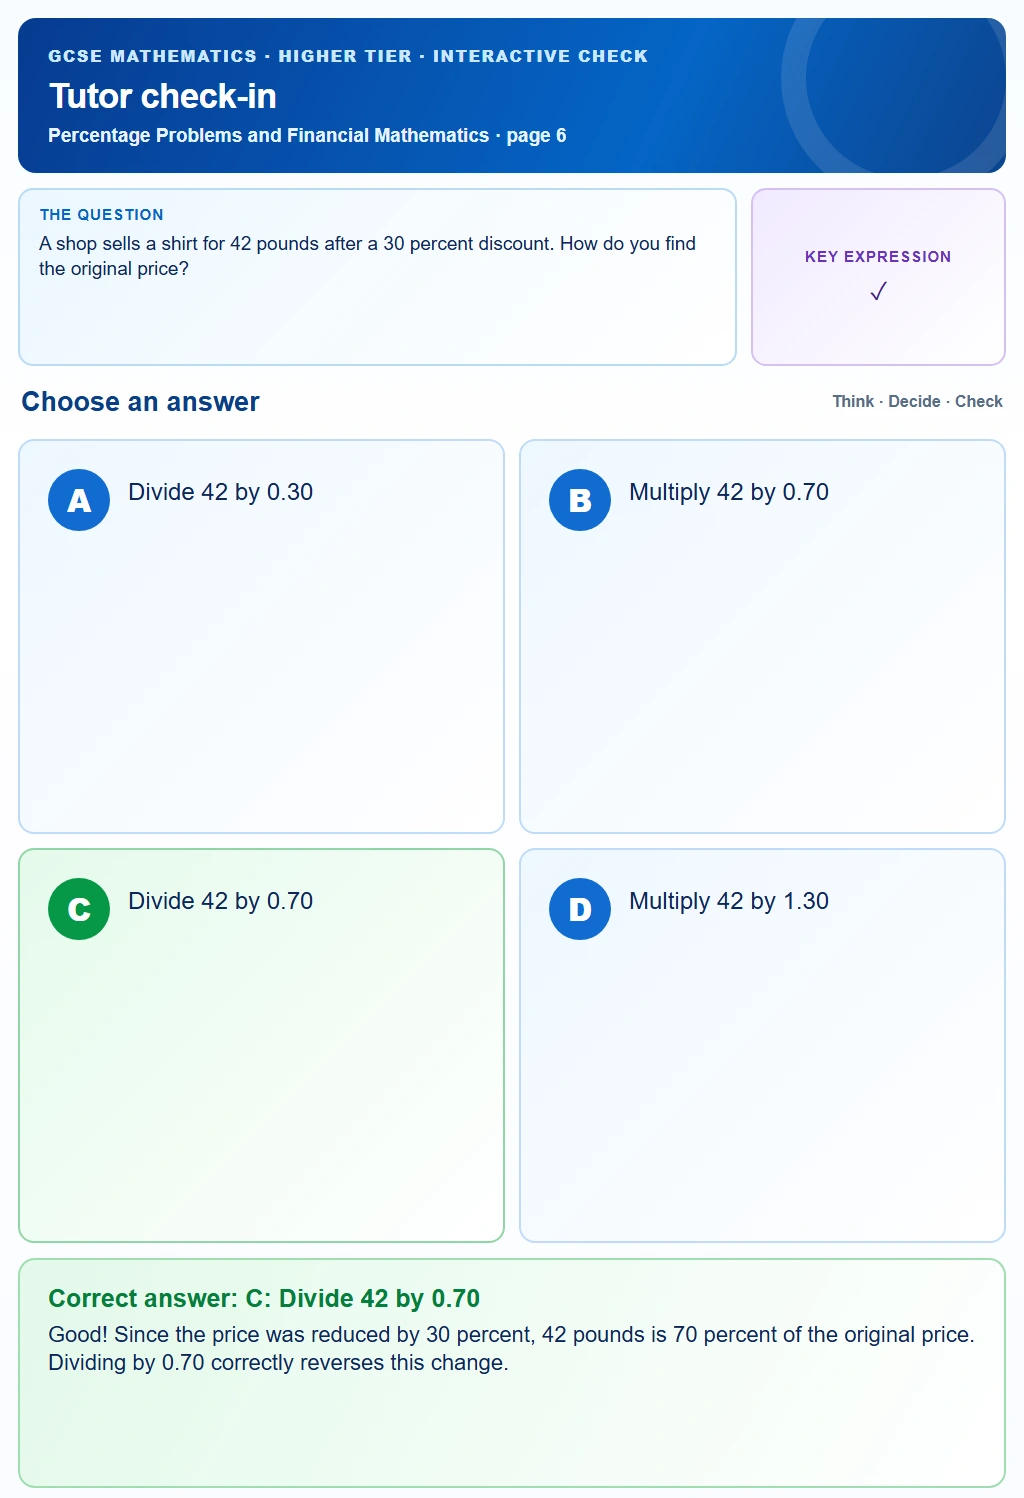 GCSE MATHEMATICS · HIGHER TIER · INTERACTIVE CHECK
Tutor check-in
Percentage Problems and Financial Mathematics · page 6
THE QUESTION
A shop sells a shirt for 42 pounds after a 30 percent discount. How do you find
the original price?
KEY EXPRESSION
✓
Choose an answer
Think · Decide · Check
A Divide 42 by 0.30
B Multiply 42 by 0.70
C Divide 42 by 0.70
D Multiply 42 by 1.30
Correct answer: C: Divide 42 by 0.70
Good! Since the price was reduced by 30 percent, 42 pounds is 70 percent of the original price.
Dividing by 0.70 correctly reverses this change.